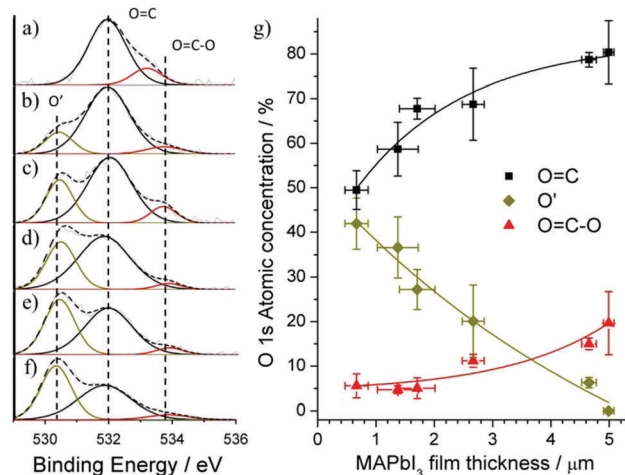 a)
O=C
O=C-O
b)
O'
c)
d)
e)
f)
530
532
534
536
Binding Energy / eV
g)
O 1s Atomic concentration / %
80
70
60
50
40
30
20
10
0
O=C
O'
O=C-O
0
1
2
3
4
5
MAPbI3 film thickness / μm